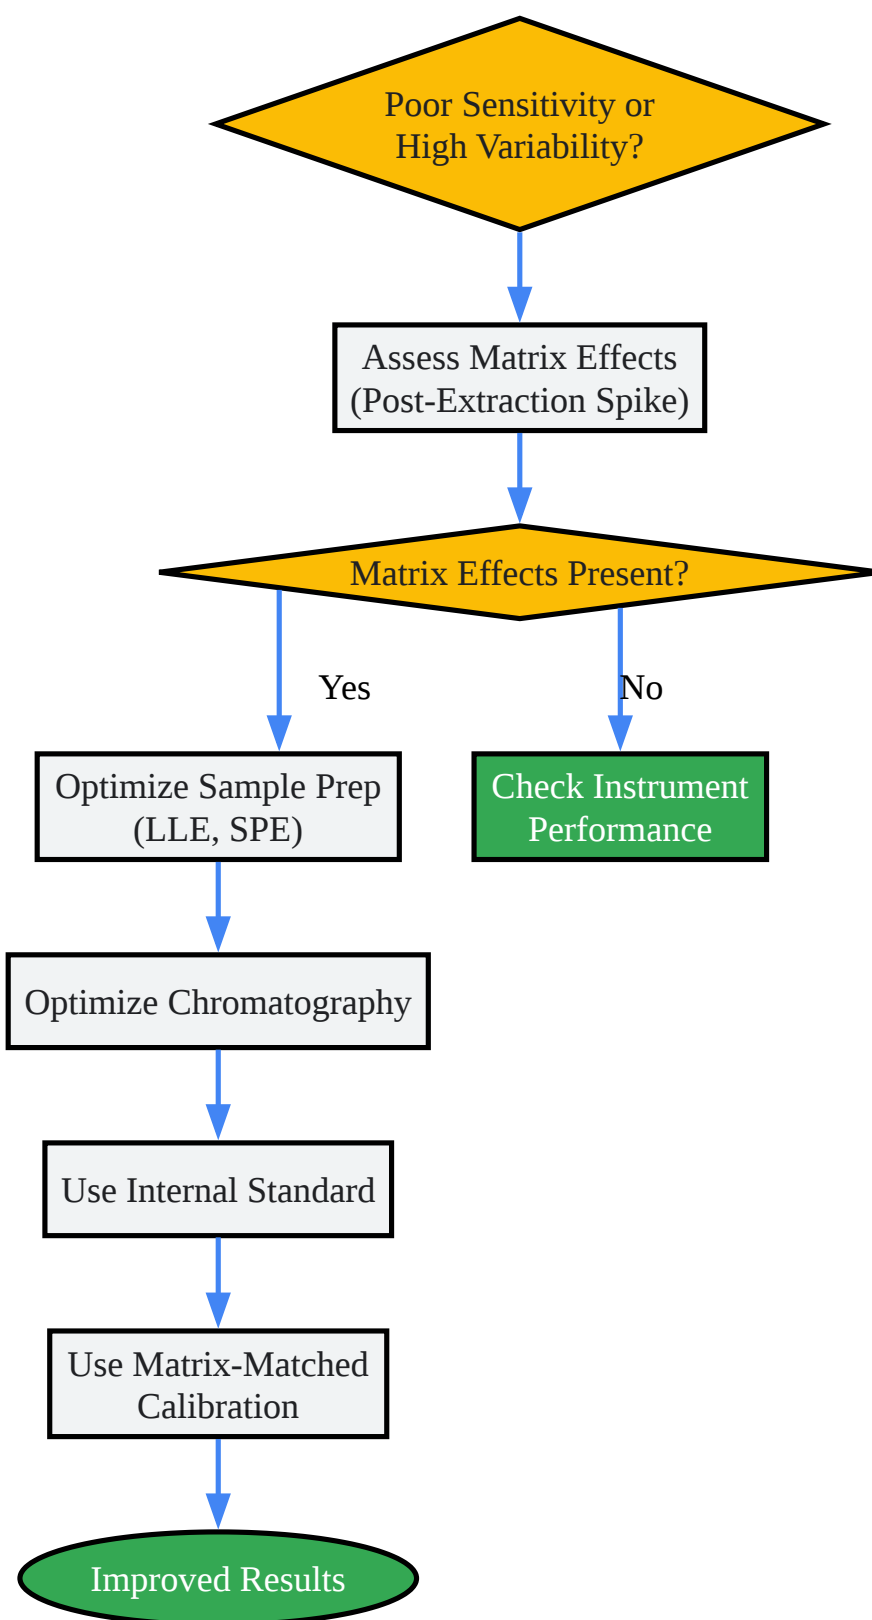 Poor Sensitivity or
High Variability?
Assess Matrix Effects
(Post-Extraction Spike)
Matrix Effects Present?
Yes
No
Optimize Sample Prep
(LLE, SPE)
Check Instrument
Performance
Optimize Chromatography
Use Internal Standard
Use Matrix-Matched
Calibration
Improved Results